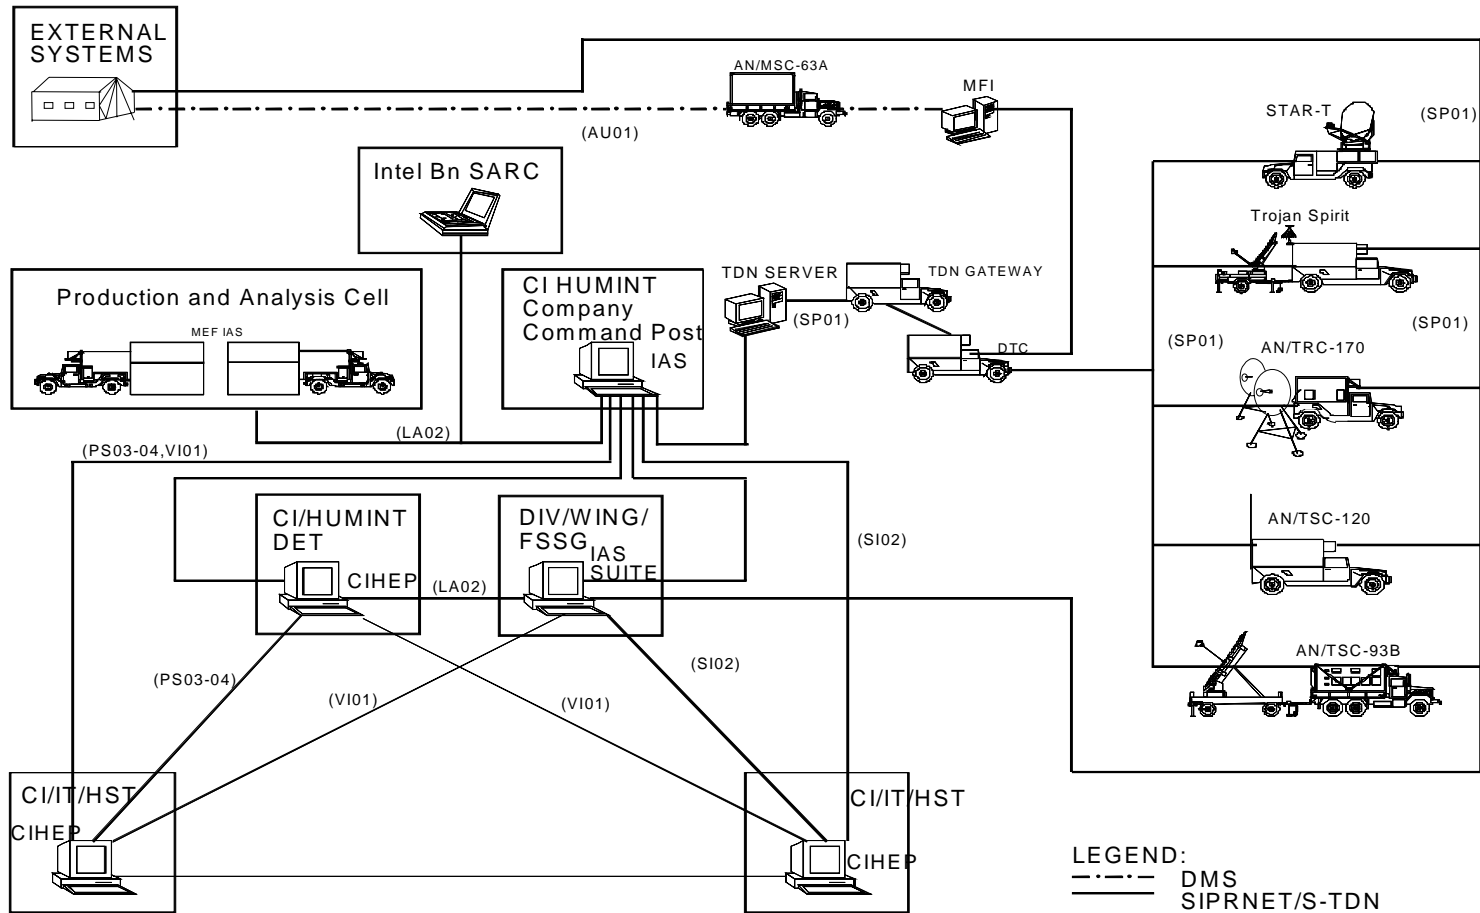 EXTERNAL
SYSTEMS
AN/MSC-63A
MFI
(AU01)
STAR-T
(SP01)
Intel Bn SARC
Trojan Spirit
Production and Analysis Cell
MEF IAS
CI HUMINT
Company
Command Post
IAS
TDN SERVER
TDN GATEWAY
(SP01)
DTC
(SP01)
(SP01)
AN/TRC-170
(LA02)
(PS03-04,VI01)
CI/HUMINT
DET
CIHEP
DIV/WING/
FSSG
IAS
SUITE
(LA02)
(SI02)
AN/TSC-120
(PS03-04)
(VI01)
(VI01)
(SI02)
AN/TSC-93B
CI/IT/HST
CIHEP
CI/IT/HST
CIHEP
LEGEND:
DMS
SIPRNET/S-TDN